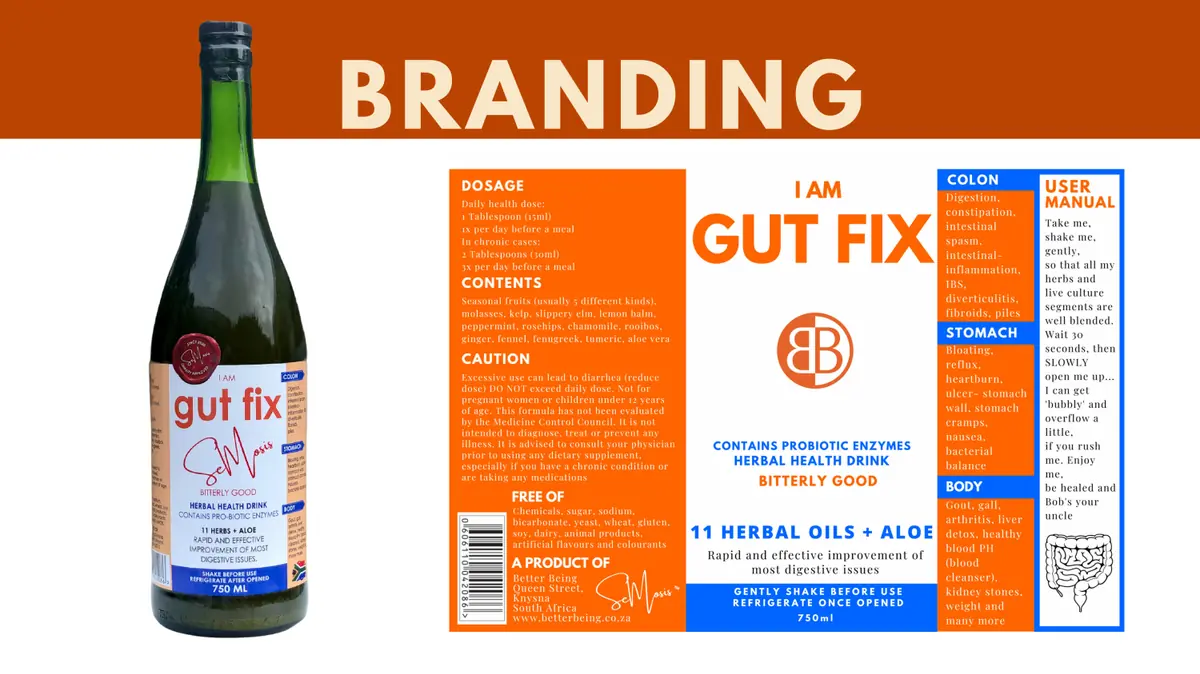 BRANDING
I AM
gut fix
SeMosis
BITTERLY GOOD
HERBAL HEALTH DRINK
CONTAINS PRO-BIOTIC ENZYMES
11 HERBS + ALOE
RAPID AND EFFECTIVE
IMPROVEMENT OF MOST
DIGESTIVE ISSUES.
SHAKE BEFORE USE
REFRIGERATE AFTER OPENED
750 ML
COLON
STOMACH
BODY
DOSAGE
Daily health dose:
1 Tablespoon (15ml)
1x per day before a meal
In chronic cases:
2 Tablespoons (30ml)
3x per day before a meal
CONTENTS
Seasonal fruits (usually 5 different kinds),
molasses, kelp, slippery elm, lemon balm,
peppermint, rosehips, chamomile, rooibos,
ginger, fennel, fenugreek, tumeric, aloe vera
CAUTION
Excessive use can lead to diarrhea (reduce
dose) DO NOT exceed daily dose. Not for
pregnant women or children under 12 years
of age. This formula has not been evaluated
by the Medicine Control Council. It is not
intended to diagnose, treat or prevent any
illness. It is advised to consult your physician
prior to using any dietary supplement,
especially if you have a chronic condition or
are taking any medications
FREE OF
Chemicals, sugar, sodium,
bicarbonate, yeast, wheat, gluten,
soy, dairy, animal products,
artificial flavours and colourants
A PRODUCT OF
Better Being
Queen Street,
Knysna
South Africa
www.betterbeing.co,za
SeMosis
0606110042086>
I AM
GUT FIX
BB
CONTAINS PROBIOTIC ENZYMES
HERBAL HEALTH DRINK
BITTERLY GOOD
11 HERBAL OILS + ALOE
Rapid and effective improvement of
most digestive issues
GENTLY SHAKE BEFORE USE
REFRIGERATE ONCE OPENED
750ml
COLON
Digestion,
constipation,
intestinal
spasm,
intestinal-
inflammation,
IBS,
diverticulitis,
fibroids, piles
STOMACH
Bloating,
reflux,
heartburn,
ulcer- stomach
wall, stomach
cramps,
nausea,
bacterial
balance
BODY
Gout, gall,
arthritis, liver
detox, healthy
blood PH
(blood
cleanser),
kidney stones,
weight and
many more
USER
MANUAL
Take me,
shake me,
gently,
so that all my
herbs and
live culture
segments are
well blended.
Wait 30
seconds, then
SLOWLY
open me up...
I can get
'bubbly' and
overflow a
little,
if you rush
me. Enjoy
me,
be healed and
Bob's your
uncle